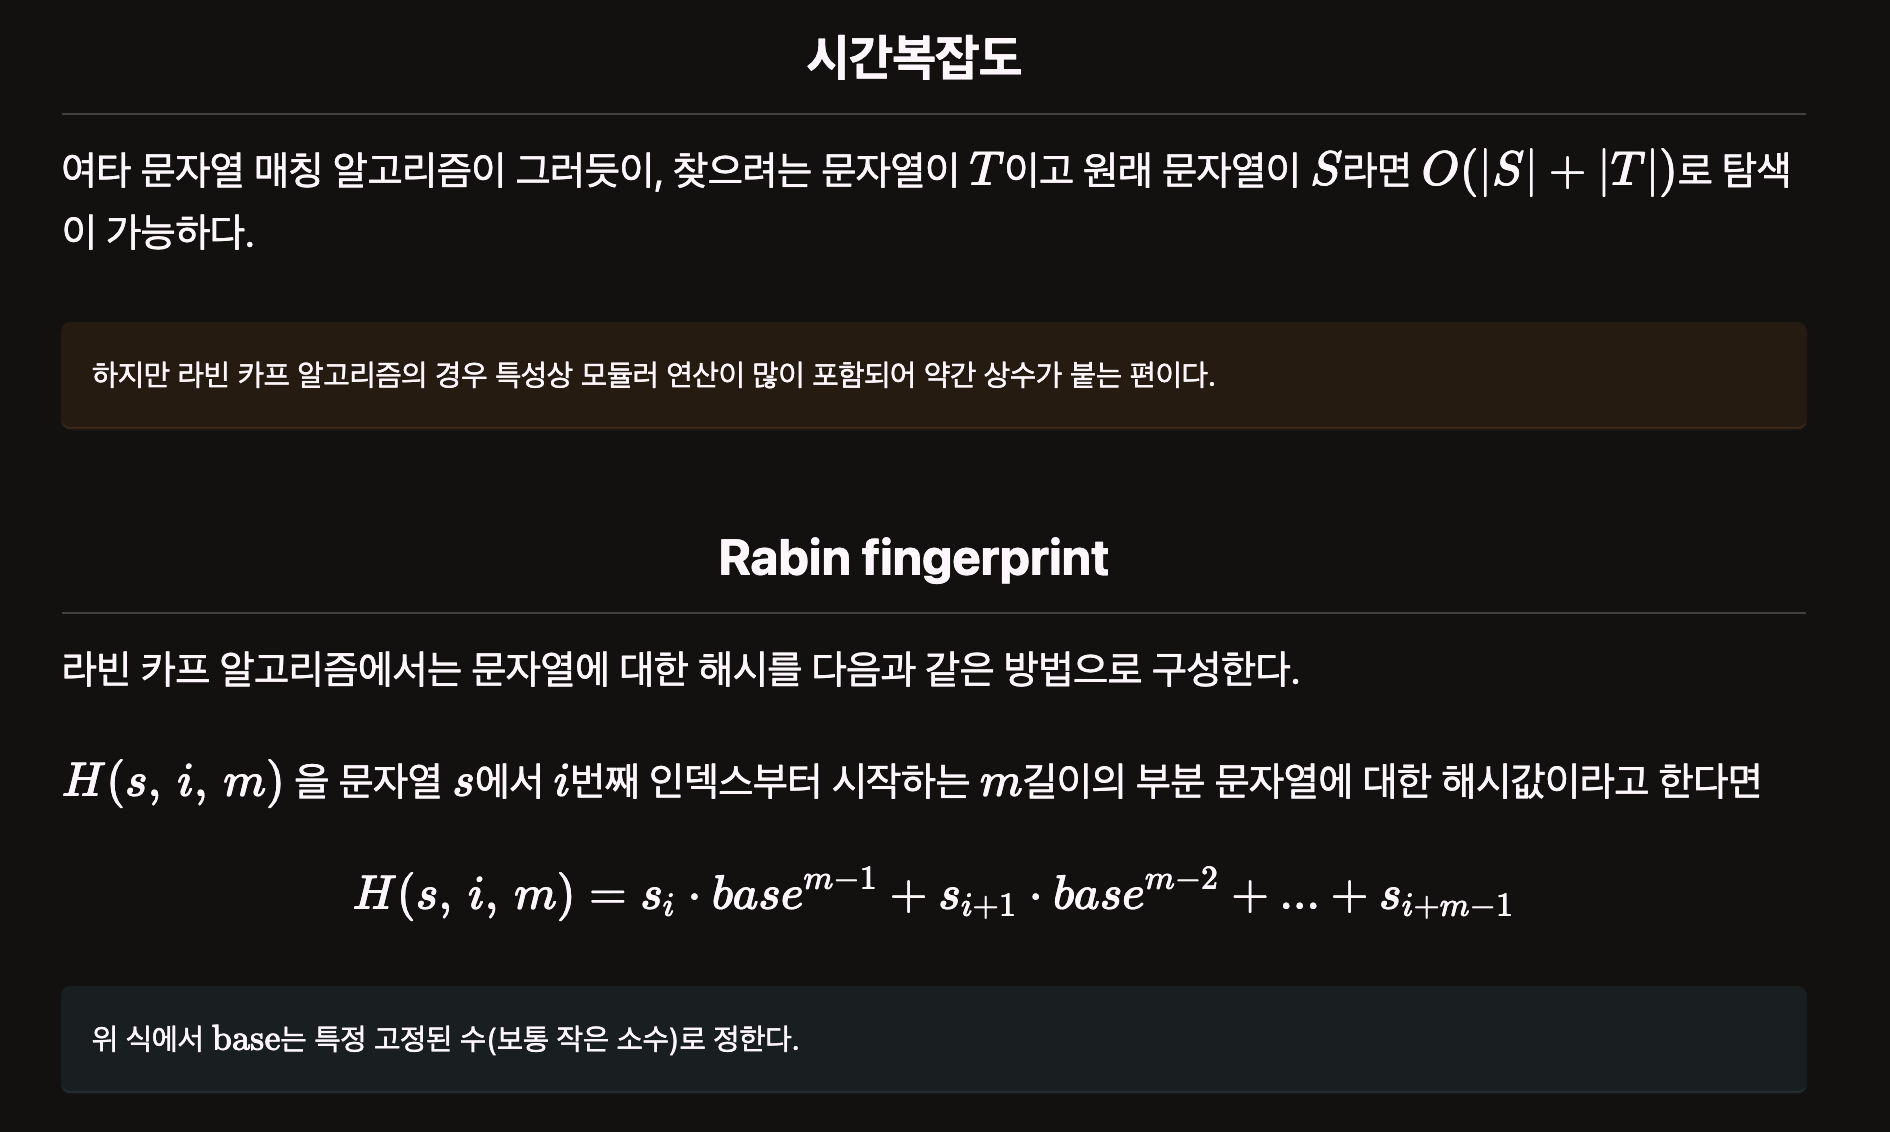 시간복잡도
여타 문자열 매칭 알고리즘이 그러듯이, 찾으려는 문자열이 T이고 원래 문자열이 S라면 O(|S| + |T|)로 탐색
이 가능하다.
하지만 라빈 카프 알고리즘의 경우 특성상 모듈러 연산이 많이 포함되어 약간 상수가 붙는 편이다.
Rabin fingerprint
라빈 카프 알고리즘에서는 문자열에 대한 해시를 다음과 같은 방법으로 구성한다.
H(s, i, m) 을 문자열 s에서 i번째 인덱스부터 시작하는 m길이의 부분 문자열에 대한 해시값이라고 한다면
H(s, i, m) = s_i · base^{m−1} + s_{i+1} · base^{m−2} + ... + s_{i+m−1}
위 식에서 base는 특정 고정된 수(보통 작은 소수)로 정한다.